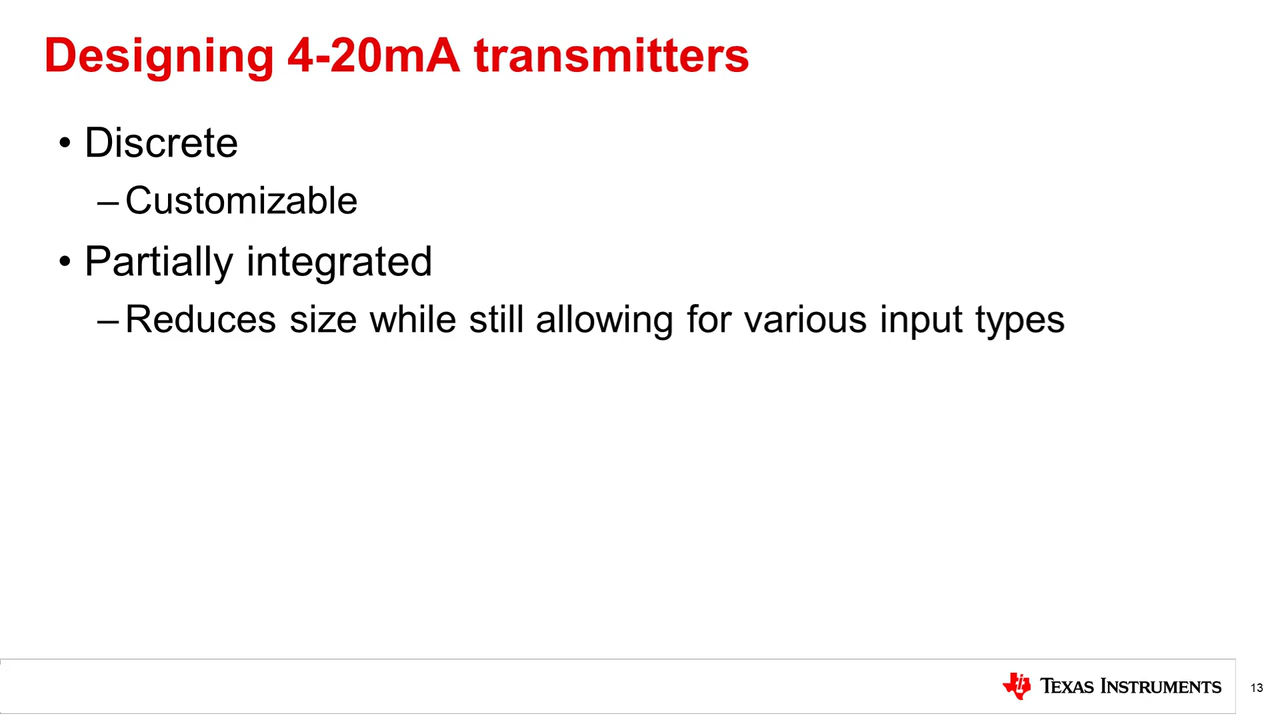 Designing 4-20mA transmitters
• Discrete
– Customizable
• Partially integrated
– Reduces size while still allowing for various input types
TEXAS INSTRUMENTS
13